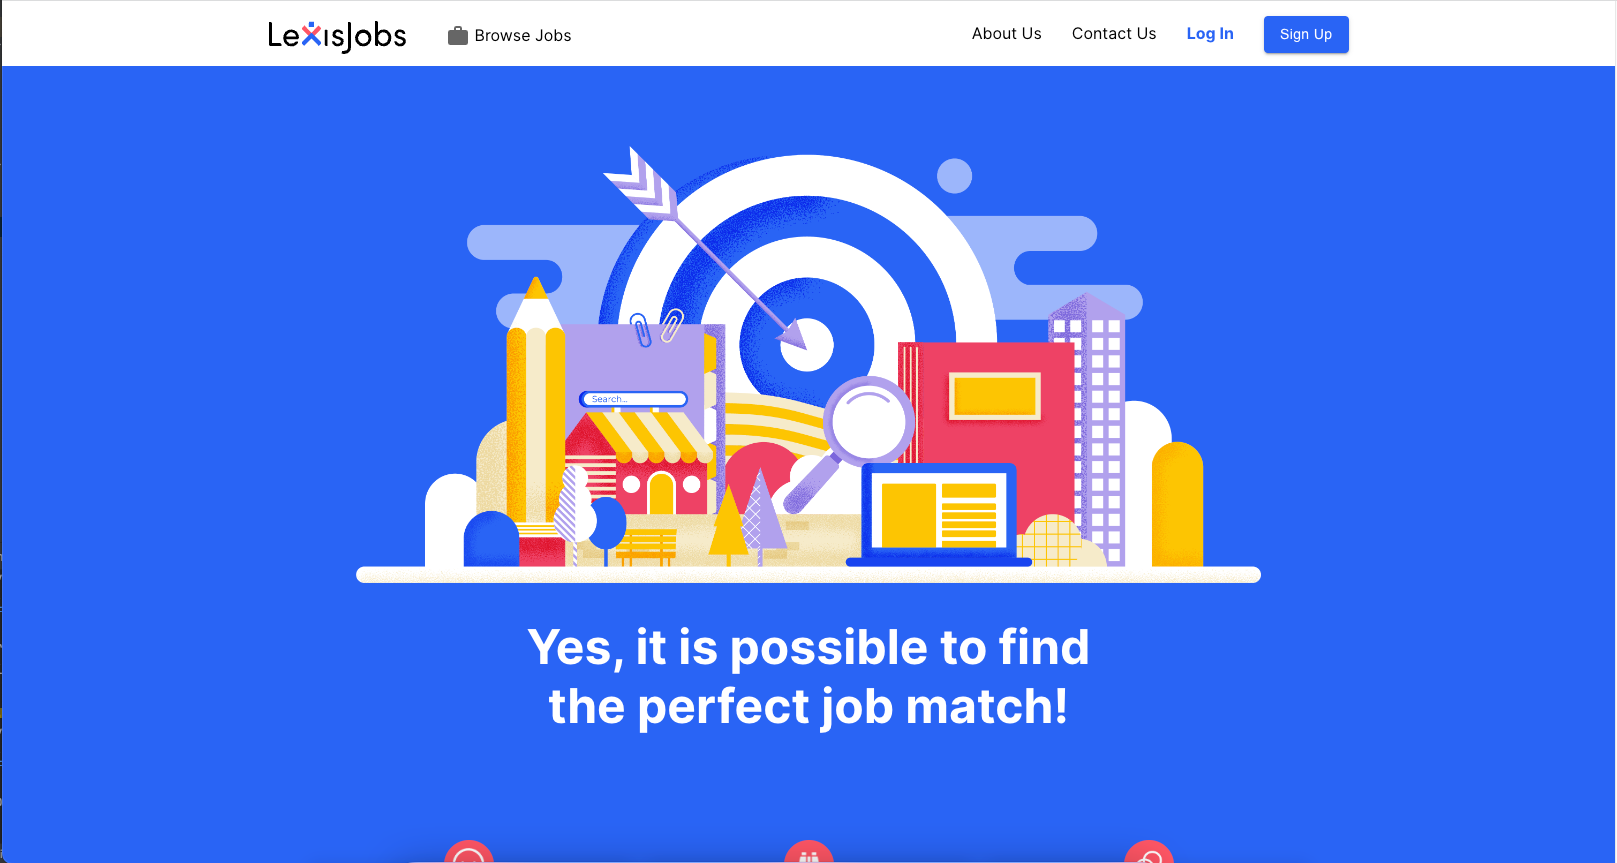 LexisJobs
Browse Jobs
About Us
Contact Us
Log In
Sign Up
Search...
Yes, it is possible to find
the perfect job match!